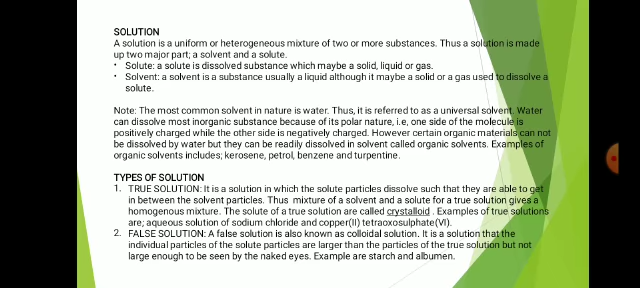 SOLUTION
A solution is a uniform or heterogeneous mixture of two or more substances. Thus a solution is made
up two major part; a solvent and a solute.
• Solute: a solute is dissolved substance which maybe a solid, liquid or gas.
• Solvent: a solvent is a substance usually a liquid although it maybe a solid or a gas used to dissolve a
solute.
Note: The most common solvent in nature is water. Thus, it is referred to as a universal solvent. Water
can dissolve most inorganic substance because of its polar nature, i.e, one side of the molecule is
positively charged while the other side is negatively charged. However certain organic materials can not
be dissolved by water but they can be readily dissolved in solvent called organic solvents. Examples of
organic solvents includes; kerosene, petrol, benzene and turpentine.
TYPES OF SOLUTION
1. TRUE SOLUTION: It is a solution in which the solute particles dissolve such that they are able to get
in between the solvent particles. Thus mixture of a solvent and a solute for a true solution gives a
homogenous mixture. The solute of a true solution are called crystalloid . Examples of true solutions
are; aqueous solution of sodium chloride and copper(II) tetraoxosulphate(VI).
2. FALSE SOLUTION: A false solution is also known as colloidal solution. It is a solution that the
individual particles of the solute particles are larger than the particles of the true solution but not
large enough to be seen by the naked eyes. Example are starch and albumen.